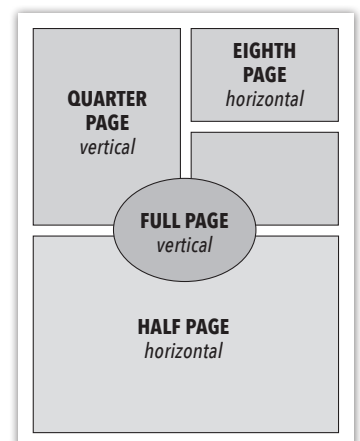 QUARTER
PAGE
vertical
EIGHTH
PAGE
horizontal
FULL PAGE
vertical
HALF PAGE
horizontal